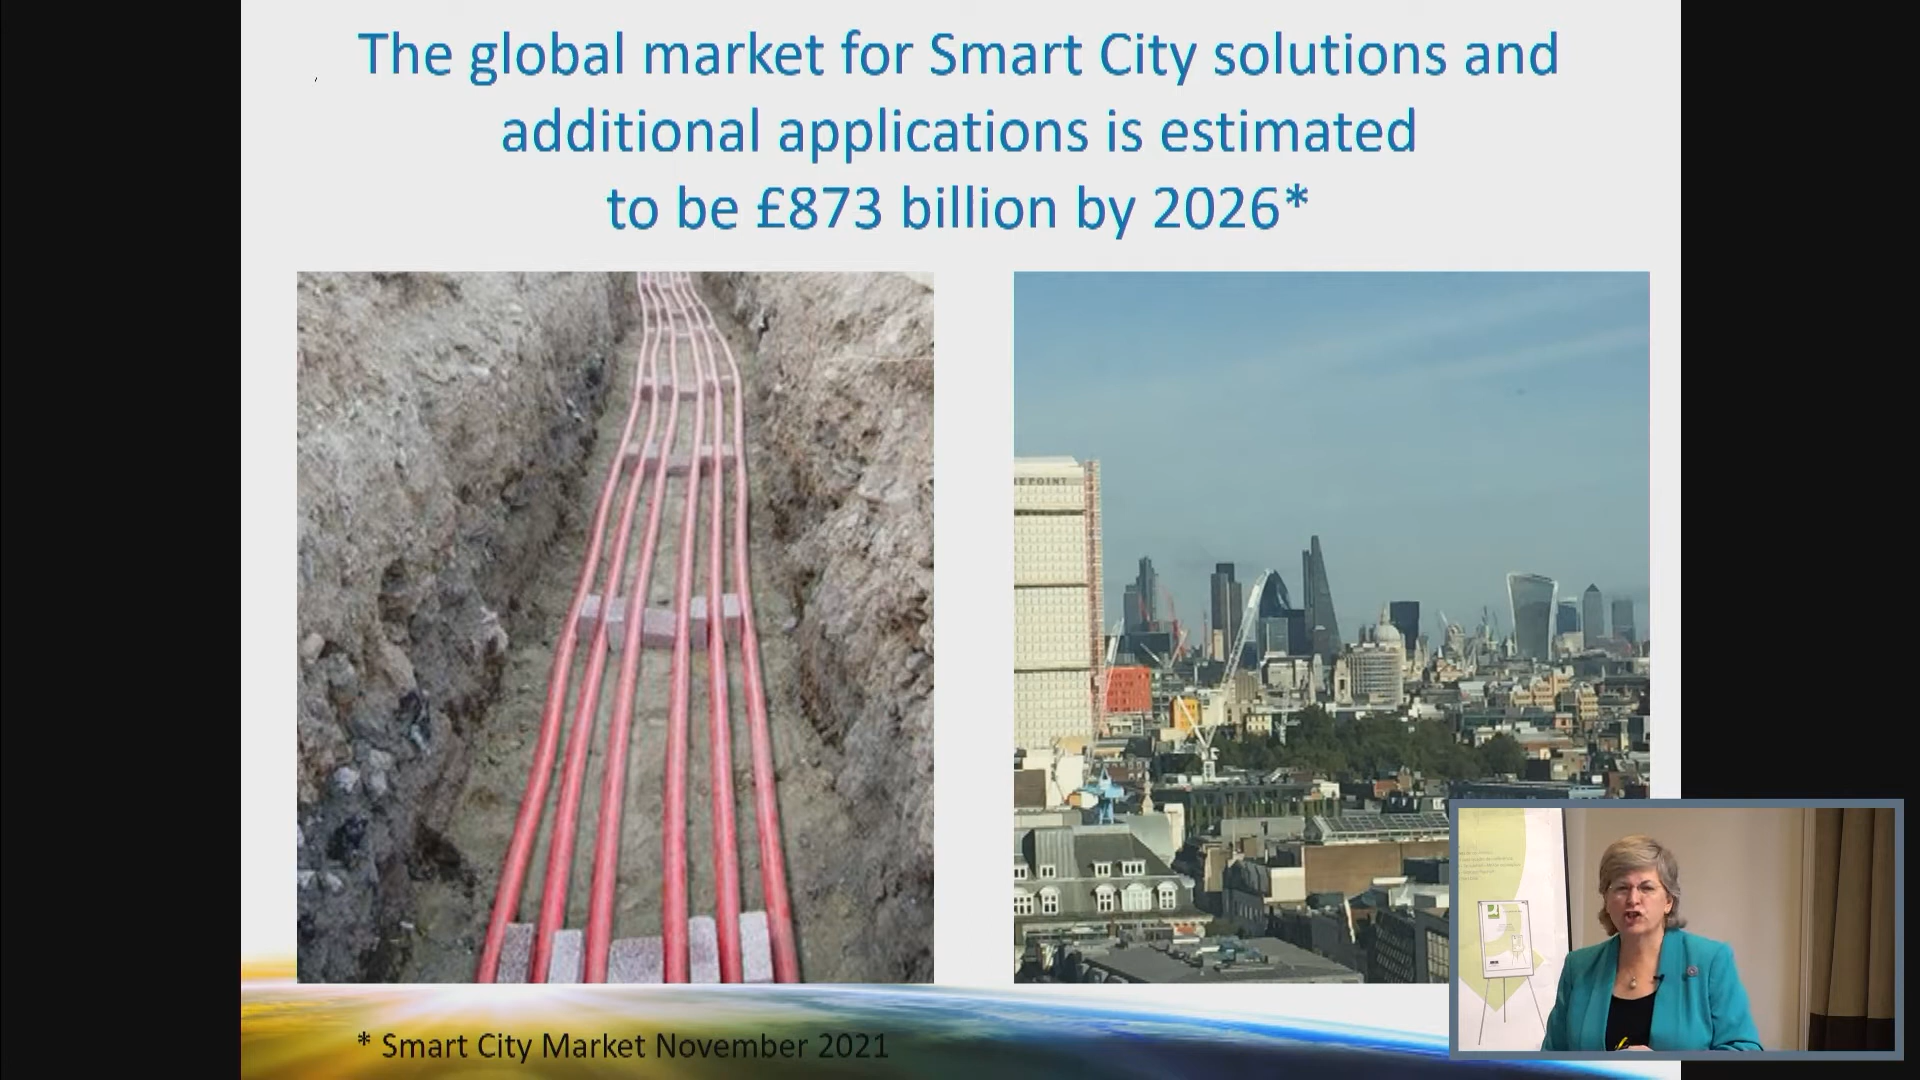 The global market for Smart City solutions and
additional applications is estimated
to be £873 billion by 2026*
* Smart City Market November 2021